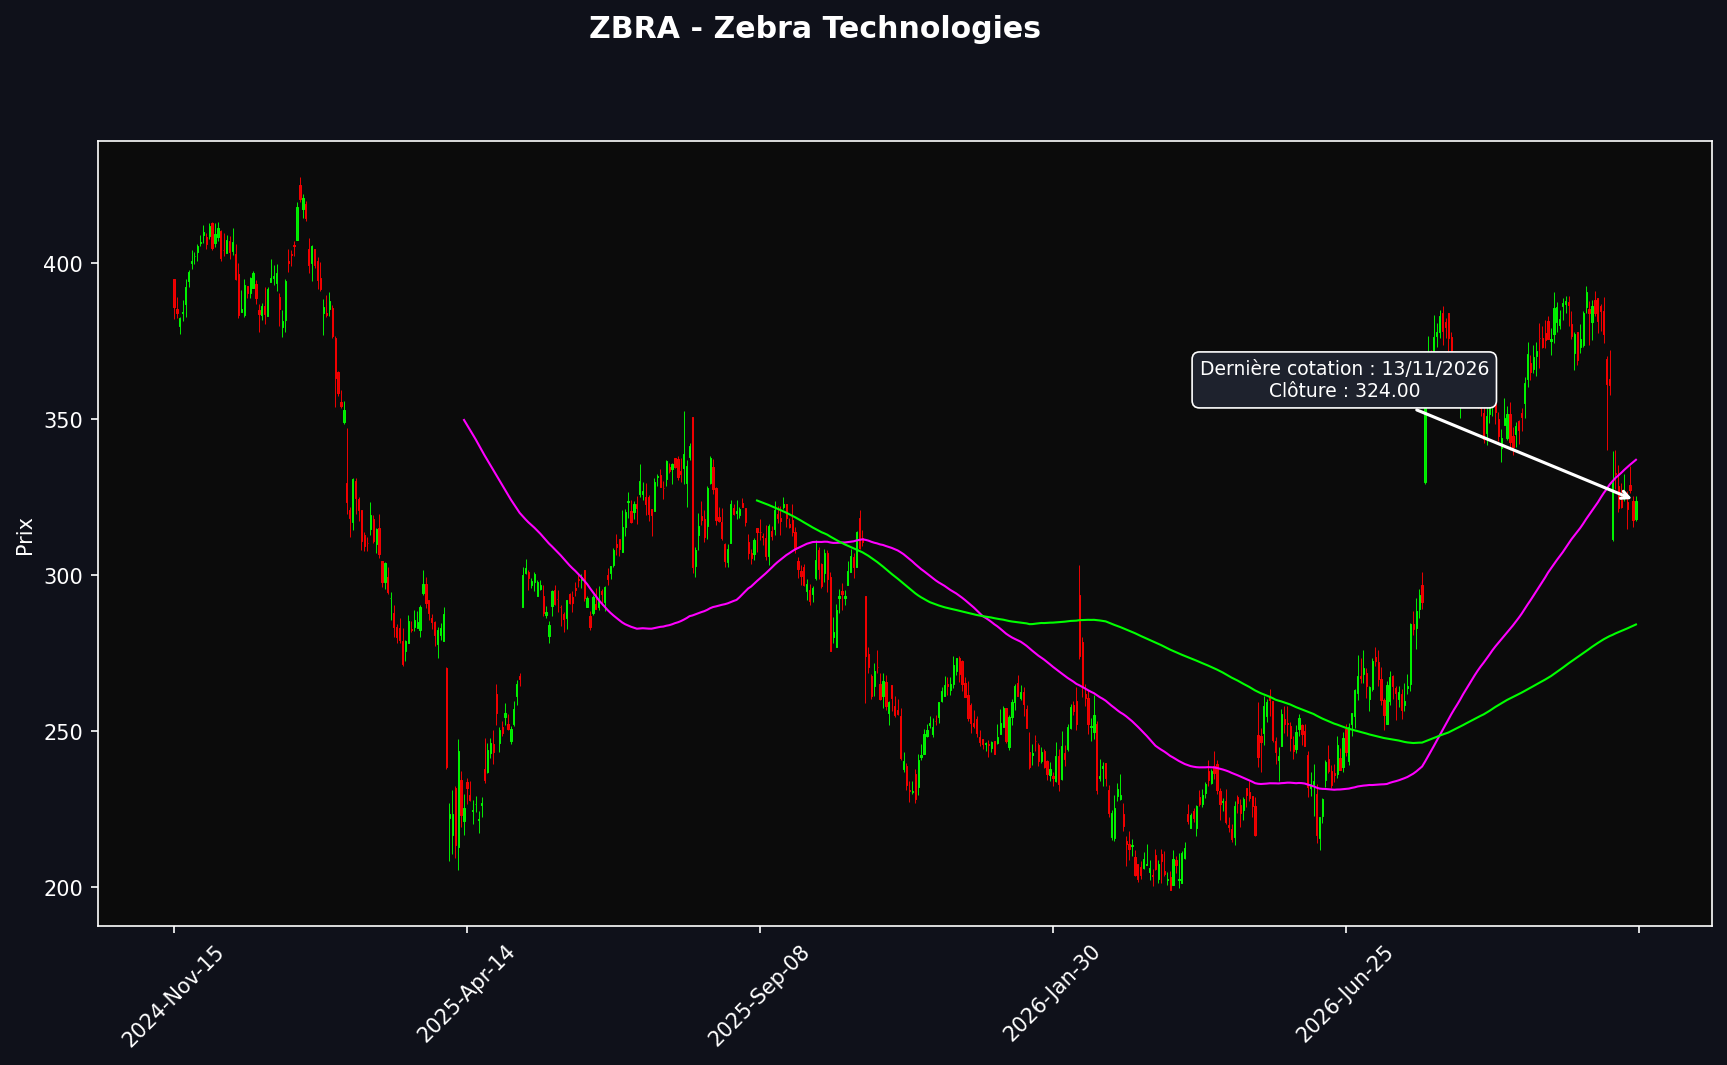 ZBRA - Zebra Technologies
Prix
400
350
300
250
200
Dernière cotation : 13/11/2026
Clôture : 324.00
2024-Nov-15
2025-Apr-14
2025-Sep-08
2026-Jan-30
2026-Jun-25